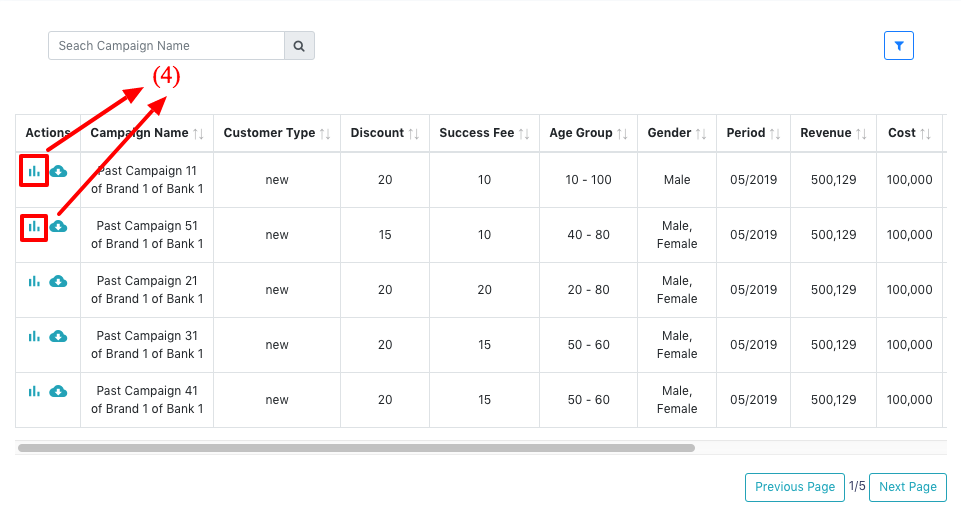 Seach Campaign Name
(4)
Actions Campaign Name Customer Type Discount Success Fee Age Group Gender Period Revenue Cost
Past Campaign 11
of Brand 1 of Bank 1
new 20 10 10 - 100 Male 05/2019 500,129 100,000
Past Campaign 51
of Brand 1 of Bank 1
new 15 10 40 - 80 Male,
Female
05/2019 500,129 100,000
Past Campaign 21
of Brand 1 of Bank 1
new 20 20 20 - 80 Male,
Female
05/2019 500,129 100,000
Past Campaign 31
of Brand 1 of Bank 1
new 20 15 50 - 60 Male,
Female
05/2019 500,129 100,000
Past Campaign 41
of Brand 1 of Bank 1
new 20 15 50 - 60 Male,
Female
05/2019 500,129 100,000
Previous Page 1/5 Next Page